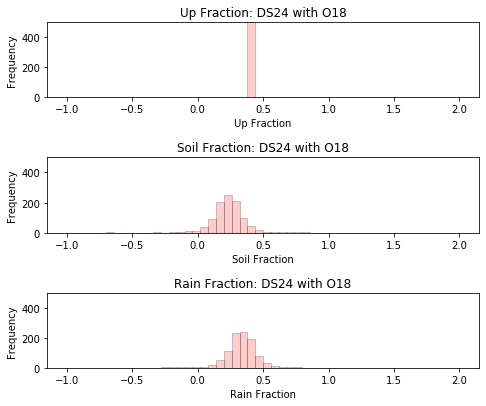 Up Fraction: DS24 with O18
Frequency
400
200
0
−1.0 −0.5 0.0 0.5 1.0 1.5 2.0
Up Fraction
Soil Fraction: DS24 with O18
Frequency
400
200
0
−1.0 −0.5 0.0 0.5 1.0 1.5 2.0
Soil Fraction
Rain Fraction: DS24 with O18
Frequency
400
200
0
−1.0 −0.5 0.0 0.5 1.0 1.5 2.0
Rain Fraction